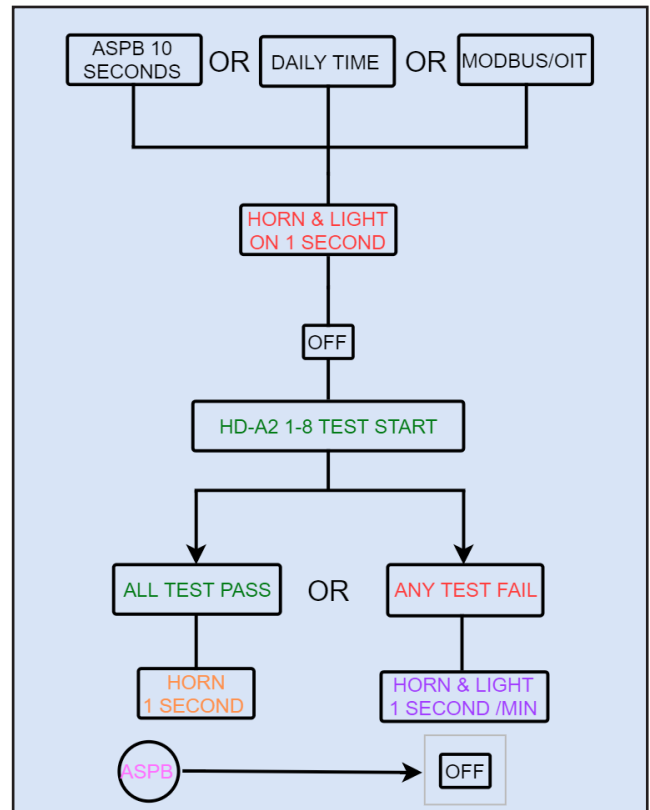 ASPB 10
SECONDS
OR
DAILY TIME
OR
MODBUS/OIT
HORN & LIGHT
ON 1 SECOND
OFF
HD-A2 1-8 TEST START
ALL TEST PASS
OR
ANY TEST FAIL
HORN
1 SECOND
HORN & LIGHT
1 SECOND /MIN
ASPB
OFF